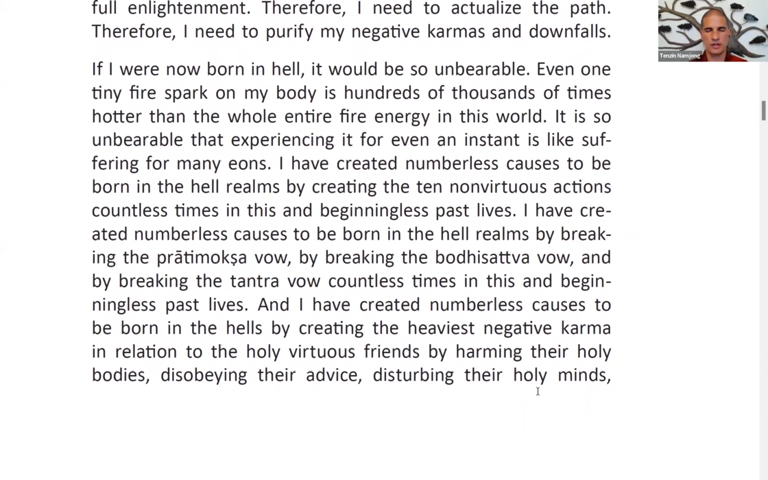 full enlightenment. Therefore, I need to actualize the path.
Therefore, I need to purify my negative karmas and downfalls.
If I were now born in hell, it would be so unbearable. Even one
tiny fire spark on my body is hundreds of thousands of times
hotter than the whole entire fire energy in this world. It is so
unbearable that experiencing it for even an instant is like suf-
fering for many eons. I have created numberless causes to be
born in the hell realms by creating the ten nonvirtuous actions
countless times in this and beginningless past lives. I have cre-
ated numberless causes to be born in the hell realms by break-
ing the prātimokṣa vow, by breaking the bodhisattva vow, and
by breaking the tantra vow countless times in this and begin-
ningless past lives. And I have created numberless causes to
be born in the hells by creating the heaviest negative karma
in relation to the holy virtuous friends by harming their holy
bodies, disobeying their advice, disturbing their holy minds,
Tenzin Namjong